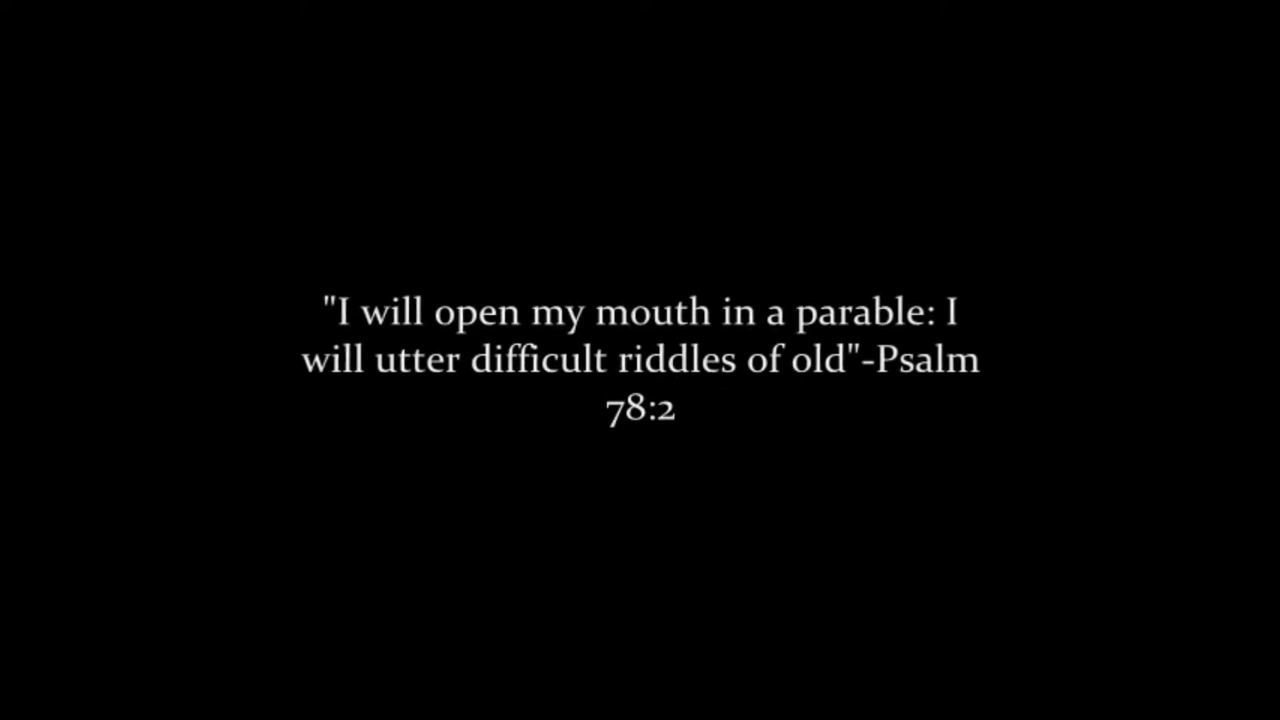 "I will open my mouth in a parable: I
will utter difficult riddles of old"-Psalm
78:2